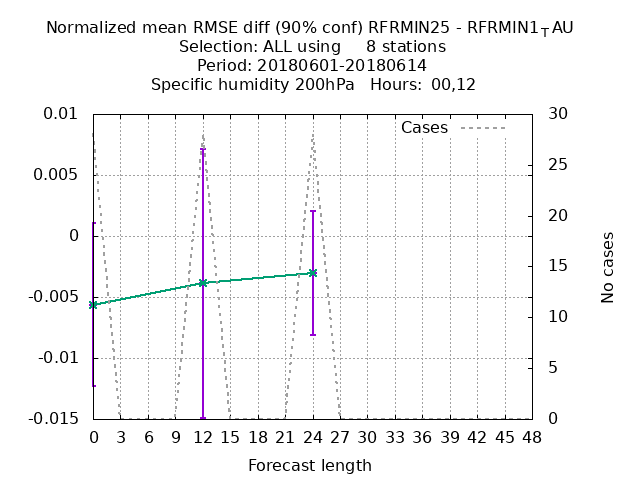 Normalized mean RMSE diff (90% conf) RFRMIN25 - RFRMIN1TAU
Selection: ALL using     8 stations
Period: 20180601-20180614
Specific humidity 200hPa   Hours:  00,12
0.01
0.005
0
-0.005
-0.01
-0.015
30
25
20
15
10
5
0
Cases
No cases
0 3 6 9 12 15 18 21 24 27 30 33 36 39 42 45 48
Forecast length